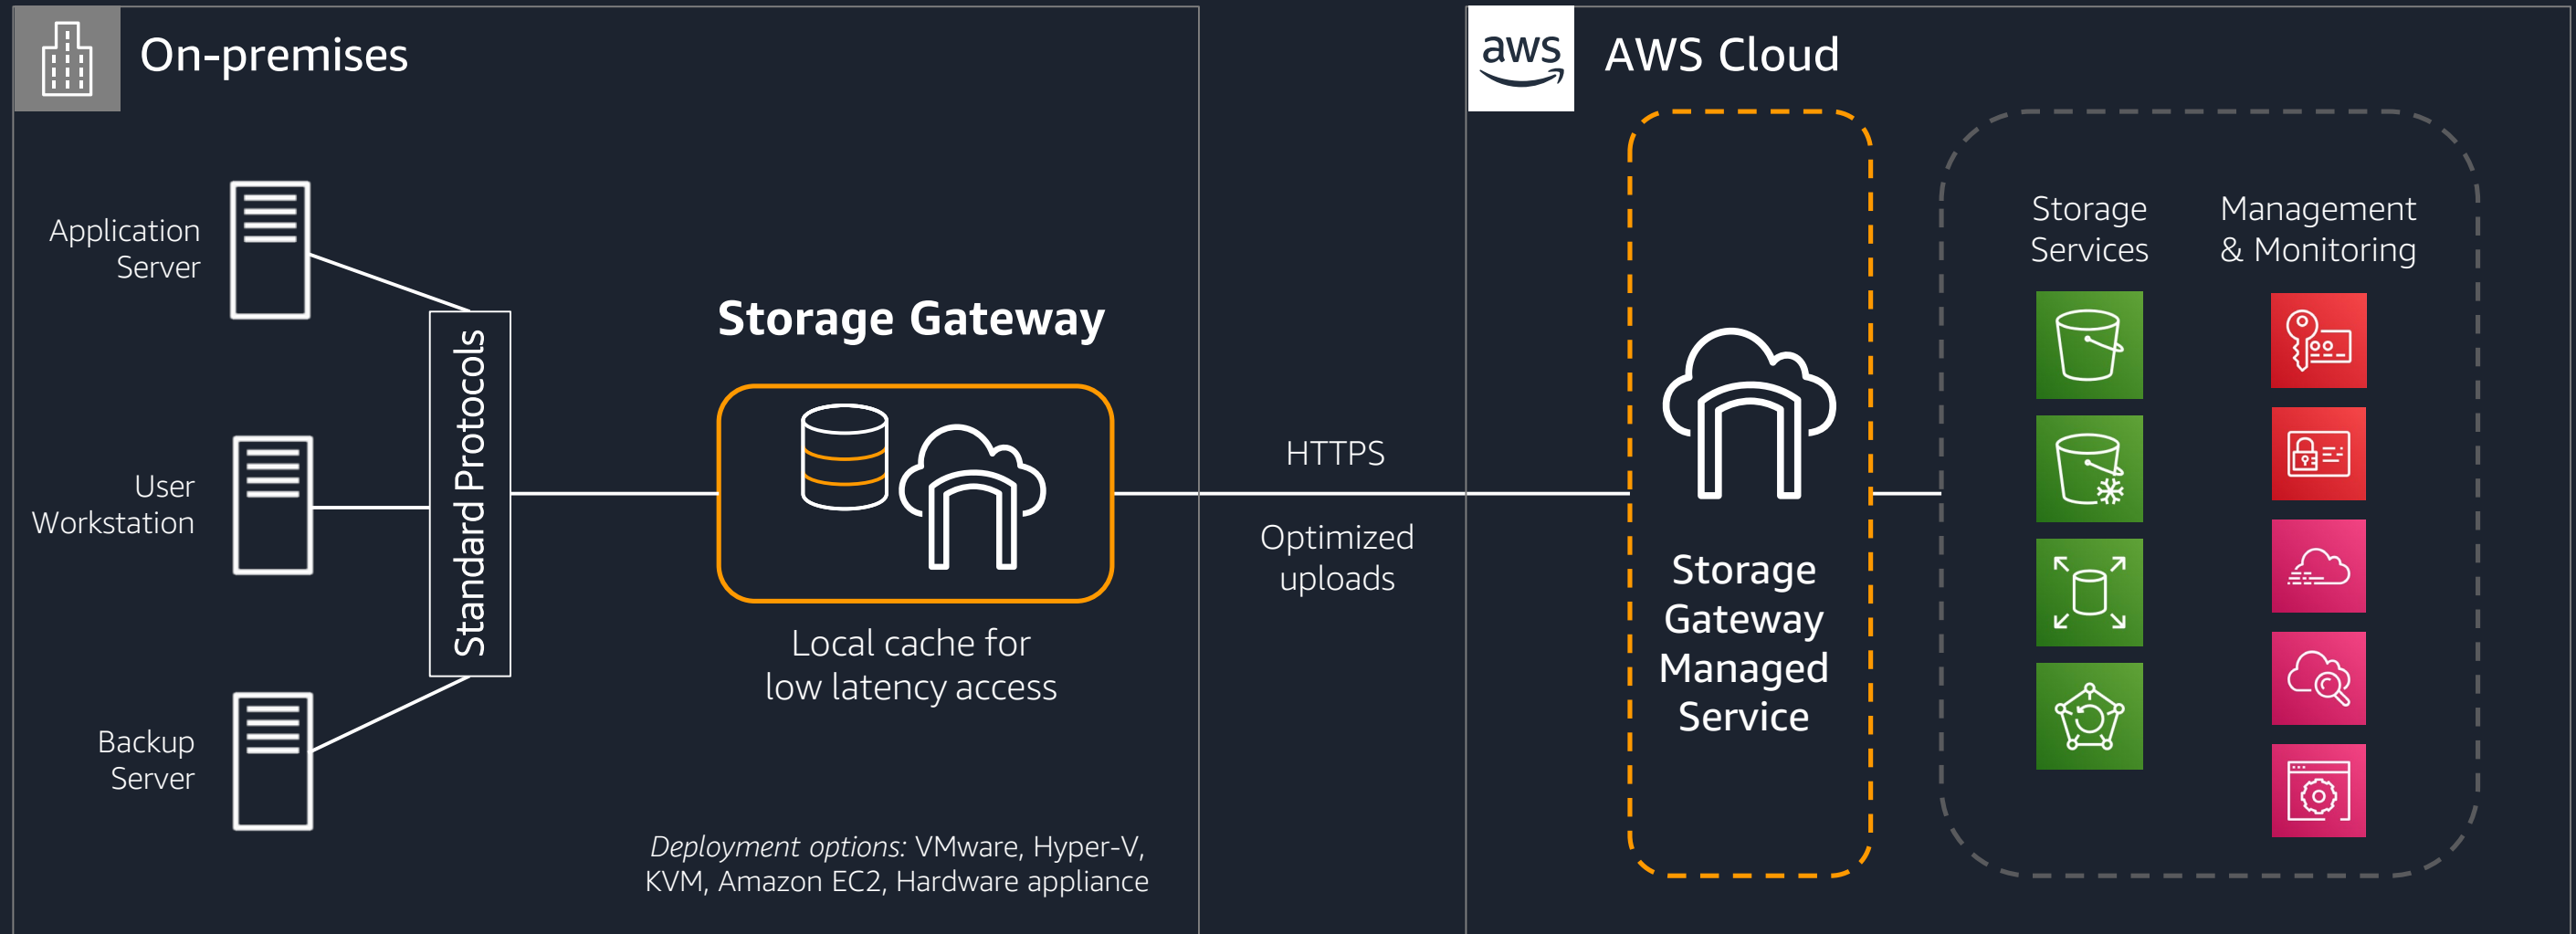 On-premises
Application
Server
User
Workstation
Backup
Server
Standard Protocols
Storage Gateway
Local cache for
low latency access
Deployment options: VMware, Hyper-V,
KVM, Amazon EC2, Hardware appliance
HTTPS
Optimized
uploads
aws
AWS Cloud
Storage
Gateway
Managed
Service
Storage
Services
Management
& Monitoring